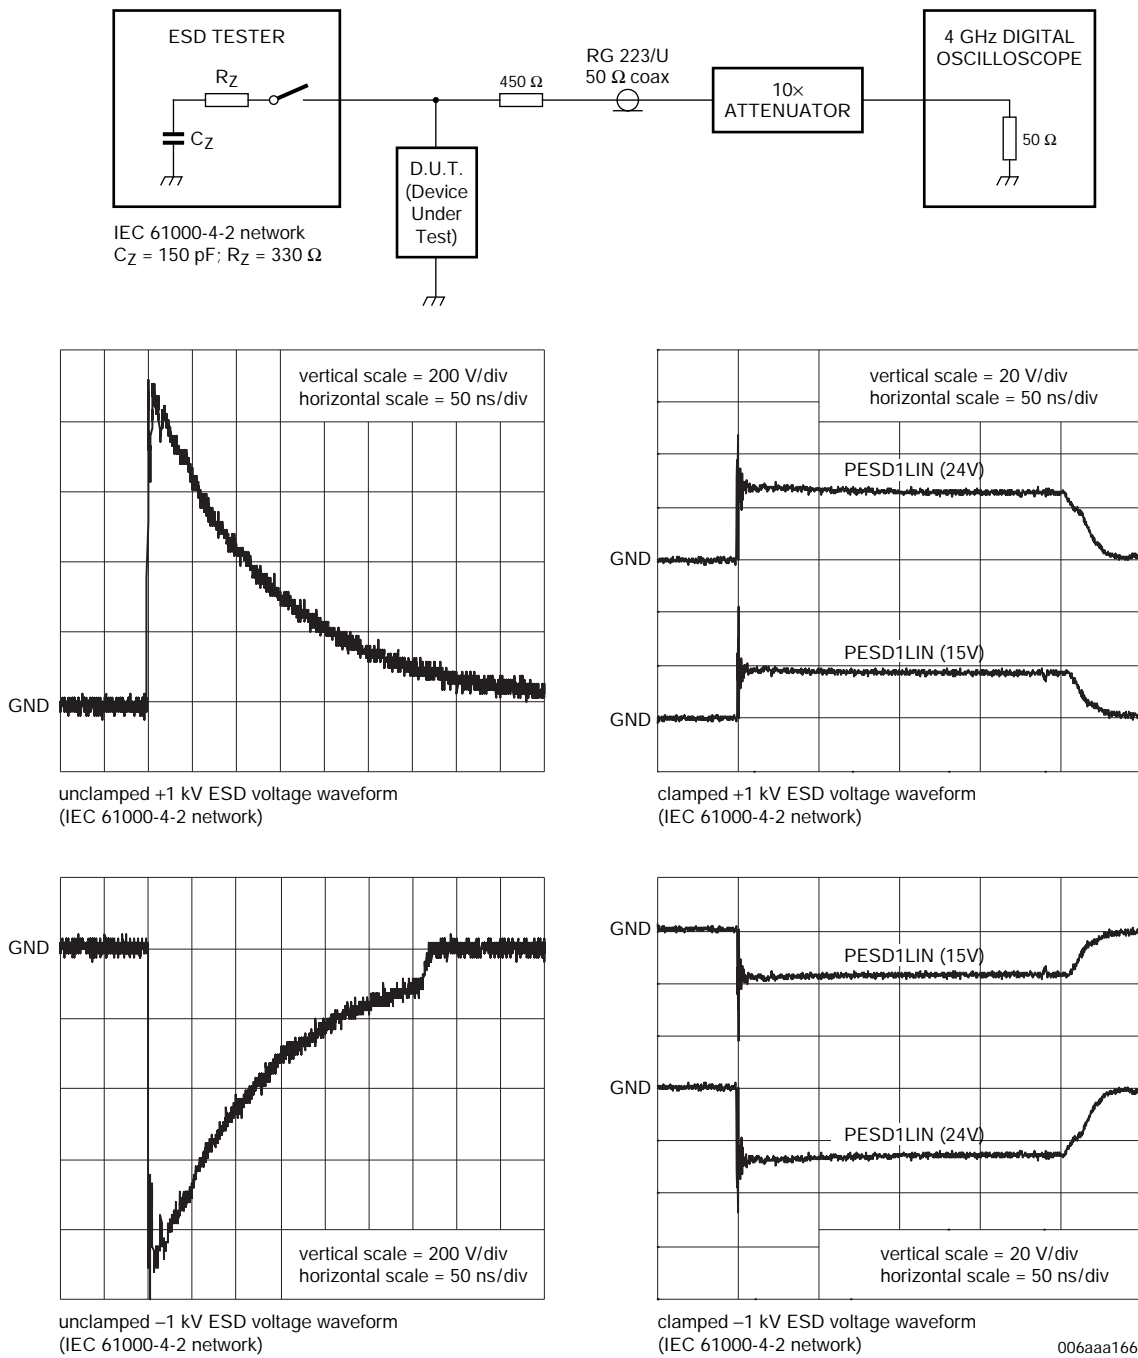 ESD TESTER
RZ
CZ
IEC 61000-4-2 network
CZ = 150 pF; RZ = 330 Ω
D.U.T.
(Device
Under
Test)
450 Ω
RG 223/U
50 Ω coax
10×
ATTENUATOR
4 GHz DIGITAL
OSCILLOSCOPE
50 Ω
vertical scale = 200 V/div
horizontal scale = 50 ns/div
GND
unclamped +1 kV ESD voltage waveform
(IEC 61000-4-2 network)
vertical scale = 20 V/div
horizontal scale = 50 ns/div
PESD1LIN (24V)
GND
PESD1LIN (15V)
GND
clamped +1 kV ESD voltage waveform
(IEC 61000-4-2 network)
GND
vertical scale = 200 V/div
horizontal scale = 50 ns/div
unclamped −1 kV ESD voltage waveform
(IEC 61000-4-2 network)
GND
PESD1LIN (15V)
GND
PESD1LIN (24V)
vertical scale = 20 V/div
horizontal scale = 50 ns/div
clamped −1 kV ESD voltage waveform
(IEC 61000-4-2 network)
006aaa166